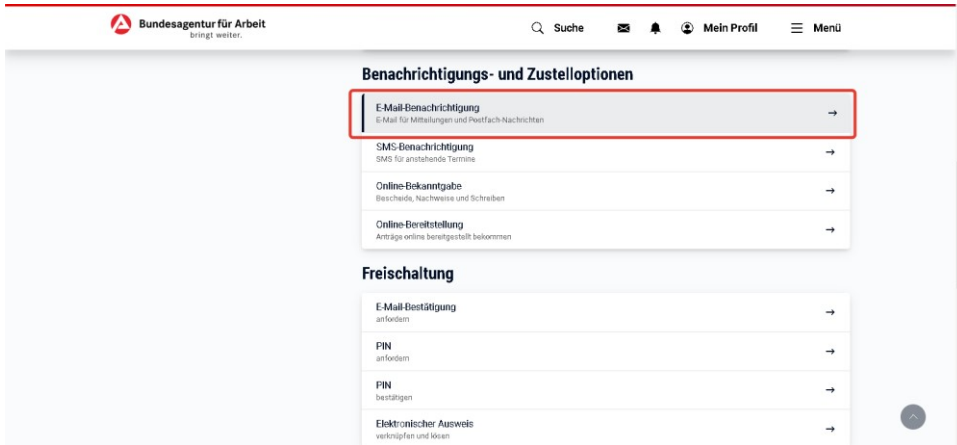 Bundesagentur für Arbeit
bringt weiter.
Suche
Mein Profil
Menü
Benachrichtigungs- und Zustelloptionen
E-Mail-Benachrichtigung
E-Mail für Mitteilungen und Postfach-Nachrichten
SMS-Benachrichtigung
SMS für anstehende Termine
Online-Bekanntgabe
Bescheide, Nachweise und Schreiben
Online-Bereitstellung
Anträge online bereitgestellt bekommen
Freischaltung
E-Mail-Bestätigung
anfordern
PIN
anfordern
PIN
bestätigen
Elektronischer Ausweis
verknüpfen und lösen